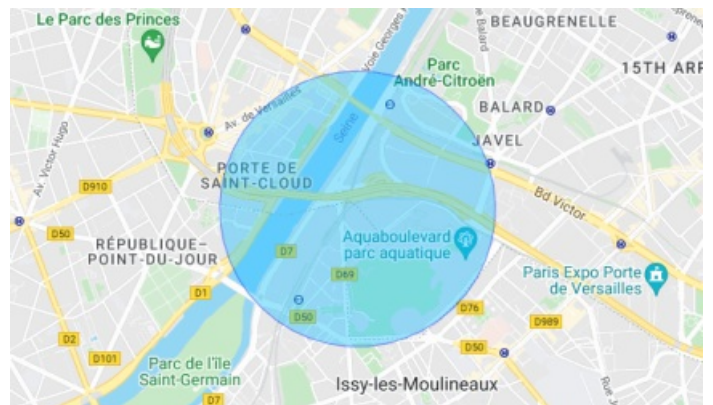 Le Parc des Princes
BEAUGRENELLE
Parc
André-Citroën
15TH ARR
Av. de Versailles
BALARD
Seine
JAVEL
Av. Victor Hugo
PORTE DE
SAINT-CLOUD
D910
Bd Victor
D50
RÉPUBLIQUE–
POINT-DU-JOUR
D7
Aquaboulevard
parc aquatique
D69
Paris Expo Porte
de Versailles
D1
D76
D50
D989
D2
D101
D50
Parc de l'île
Saint-Germain
Issy-les-Moulineaux
D7